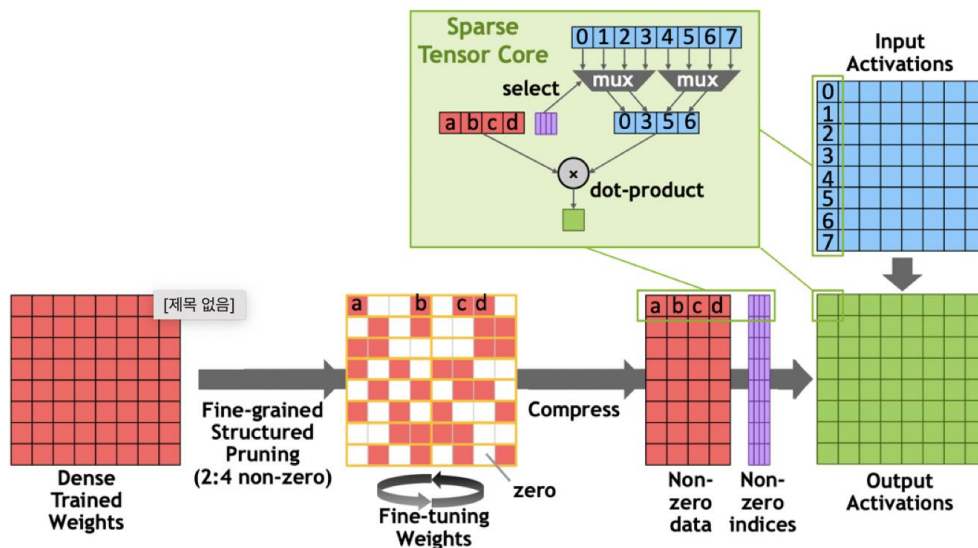 Sparse
Tensor Core
0 1 2 3 4 5 6 7
mux mux
select
a b c d
0 3 5 6
×
dot-product
Input
Activations
0
1
2
3
4
5
6
7
[제목 없음]
a b c d
a b c d
Fine-grained
Structured
Pruning
(2:4 non-zero)
Compress
zero
Dense
Trained
Weights
Fine-tuning
Weights
Non-
zero
data
Non-
zero
indices
Output
Activations